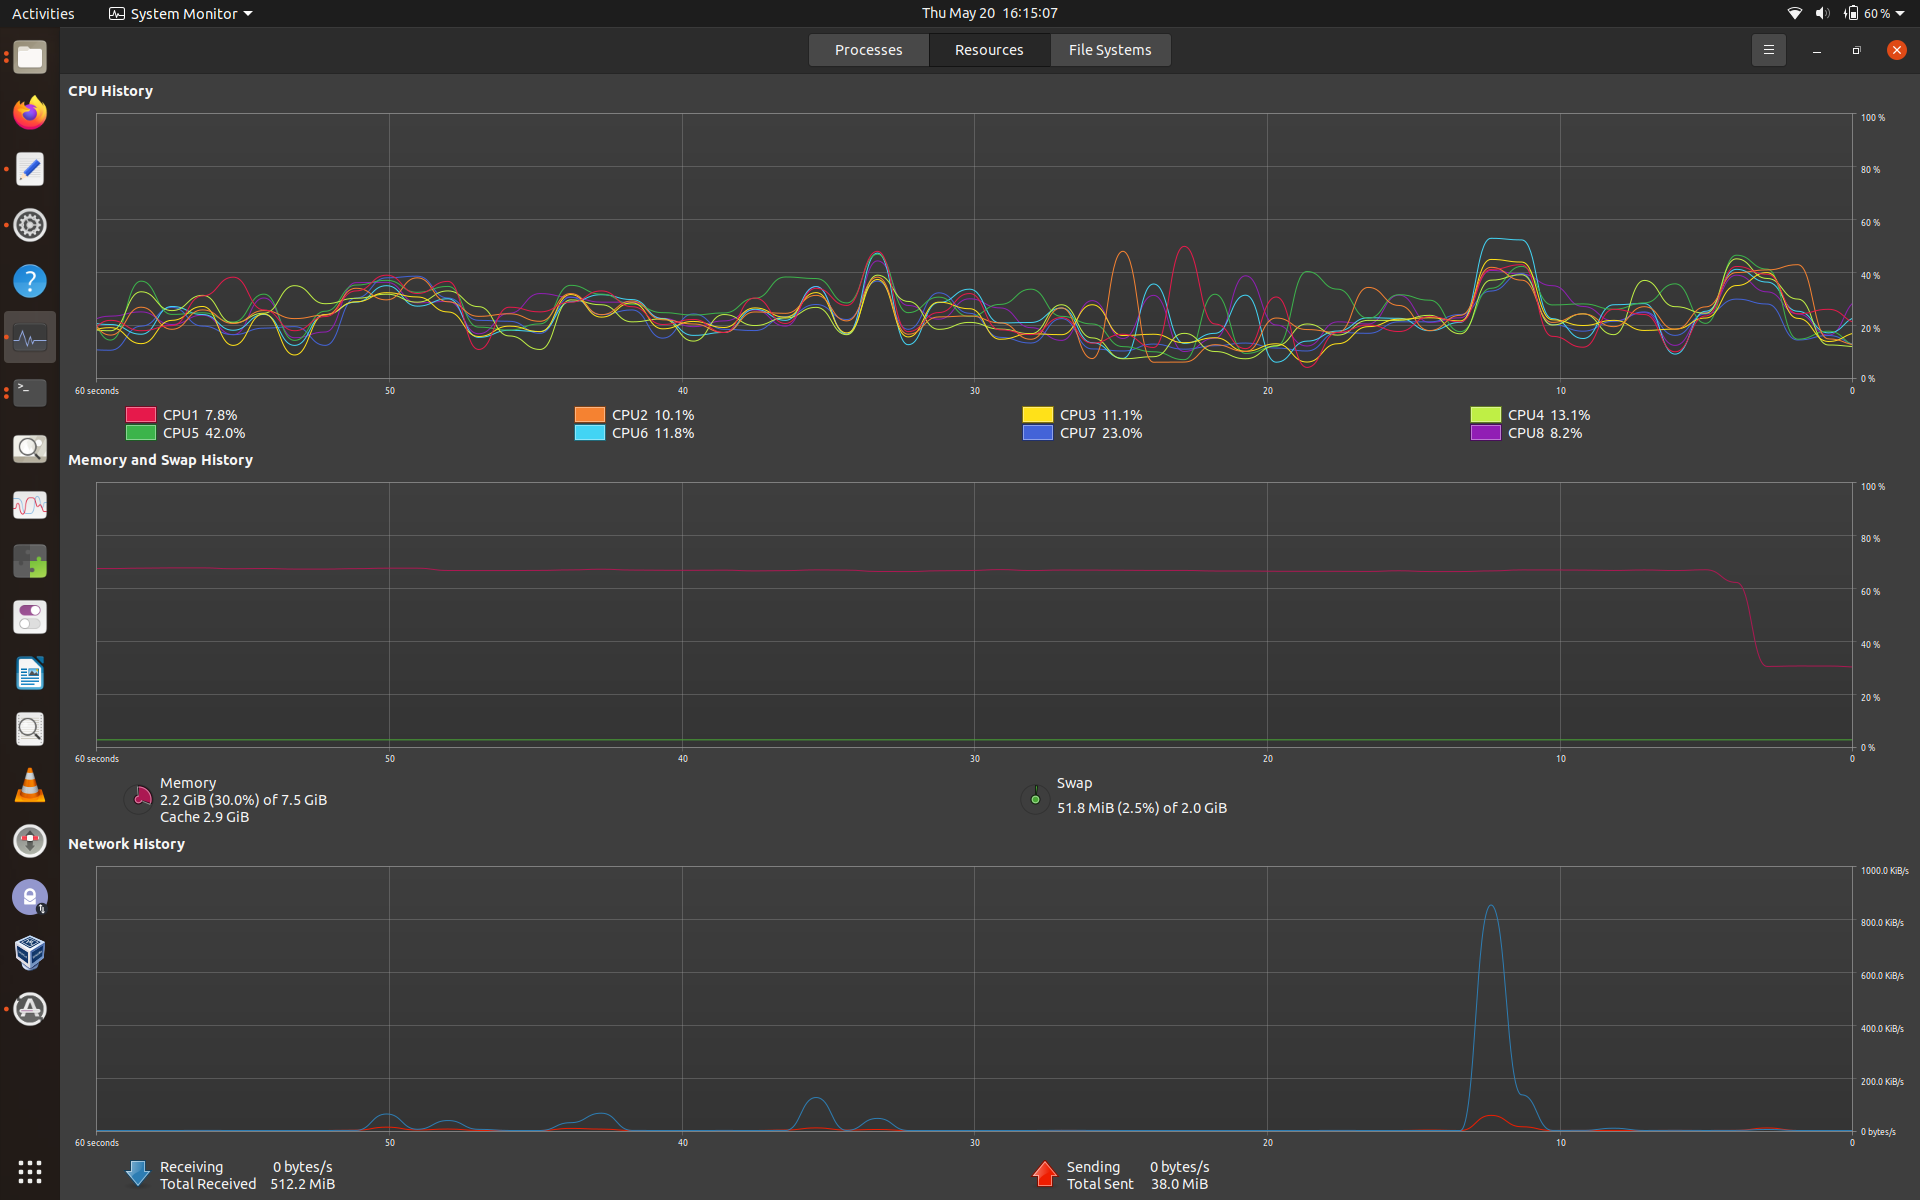 Activities System Monitor Thu May 20 16:15:07 60 %
Processes Resources File Systems
CPU History
100 %
80 %
60 %
40 %
20 %
0 %
60 seconds 50 40 30 20 10 0
CPU1 7.8% CPU2 10.1% CPU3 11.1% CPU4 13.1%
CPU5 42.0% CPU6 11.8% CPU7 23.0% CPU8 8.2%
Memory and Swap History
100 %
80 %
60 %
40 %
20 %
0 %
60 seconds 50 40 30 20 10 0
Memory
2.2 GiB (30.0%) of 7.5 GiB
Cache 2.9 GiB
Swap
51.8 MiB (2.5%) of 2.0 GiB
Network History
1000.0 KiB/s
800.0 KiB/s
600.0 KiB/s
400.0 KiB/s
200.0 KiB/s
0 bytes/s
60 seconds 50 40 30 20 10 0
Receiving 0 bytes/s
Total Received 512.2 MiB
Sending 0 bytes/s
Total Sent 38.0 MiB